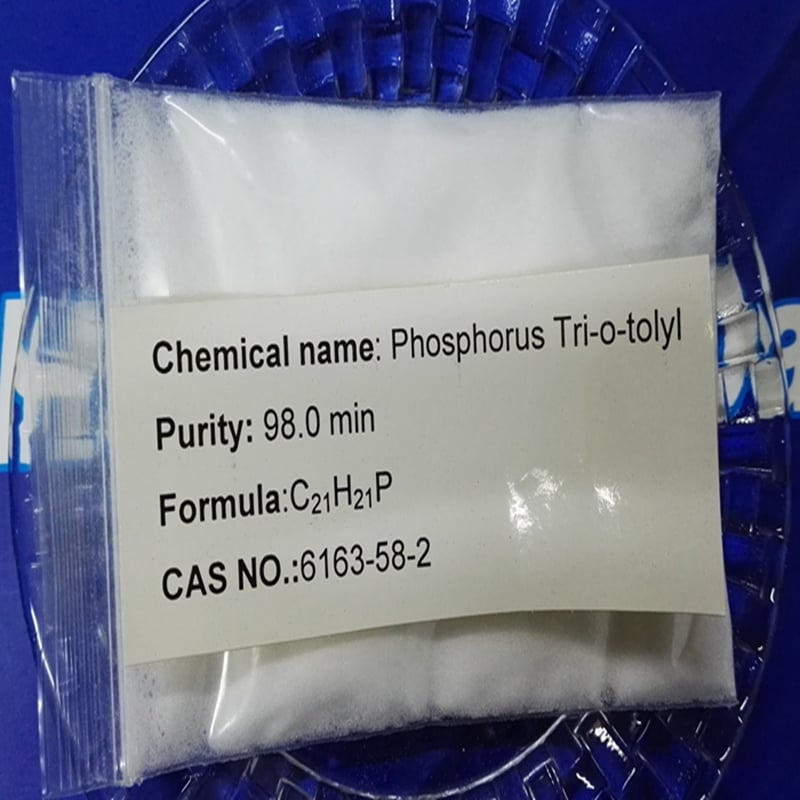 Chemical name: Phosphorus Tri-o-tolyl
Purity: 98.0 min
Formula:C₂₁H₂₁P
CAS NO.:6163-58-2